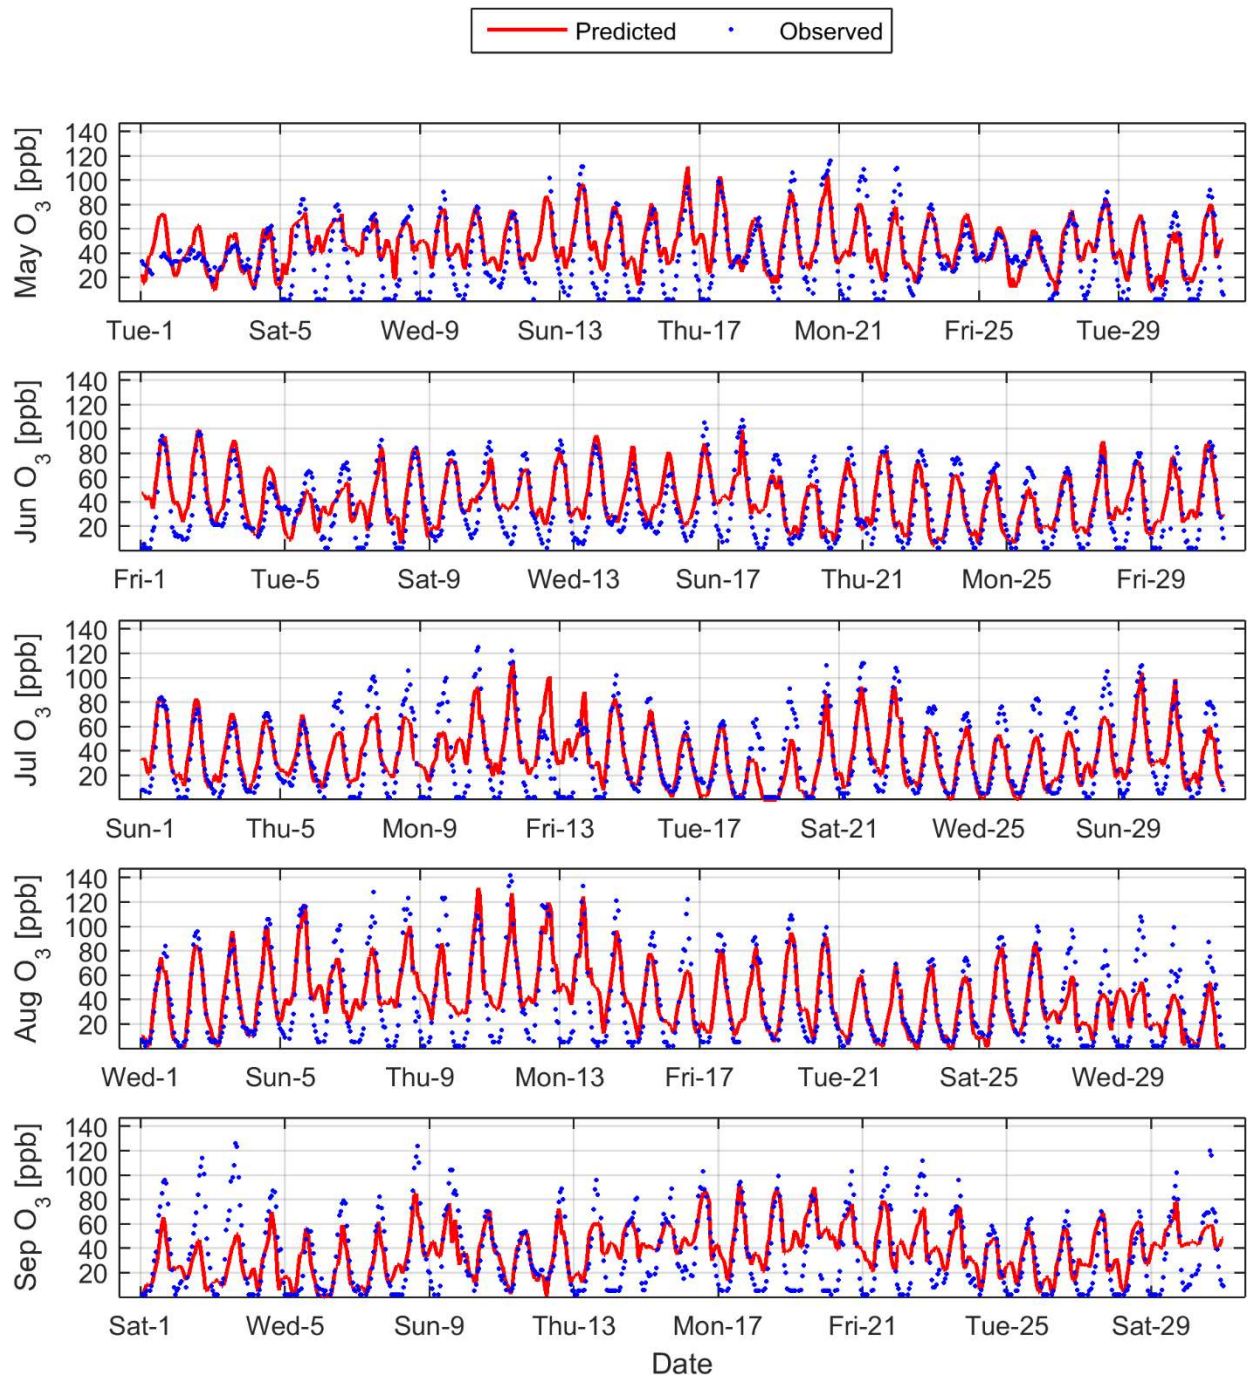 Predicted Observed
May O3 [ppb]
140
120
100
80
60
40
20
Tue-1 Sat-5 Wed-9 Sun-13 Thu-17 Mon-21 Fri-25 Tue-29
Jun O3 [ppb]
140
120
100
80
60
40
20
Fri-1 Tue-5 Sat-9 Wed-13 Sun-17 Thu-21 Mon-25 Fri-29
Jul O3 [ppb]
140
120
100
80
60
40
20
Sun-1 Thu-5 Mon-9 Fri-13 Tue-17 Sat-21 Wed-25 Sun-29
Aug O3 [ppb]
140
120
100
80
60
40
20
Wed-1 Sun-5 Thu-9 Mon-13 Fri-17 Tue-21 Sat-25 Wed-29
Sep O3 [ppb]
140
120
100
80
60
40
20
Sat-1 Wed-5 Sun-9 Thu-13 Mon-17 Fri-21 Tue-25 Sat-29
Date